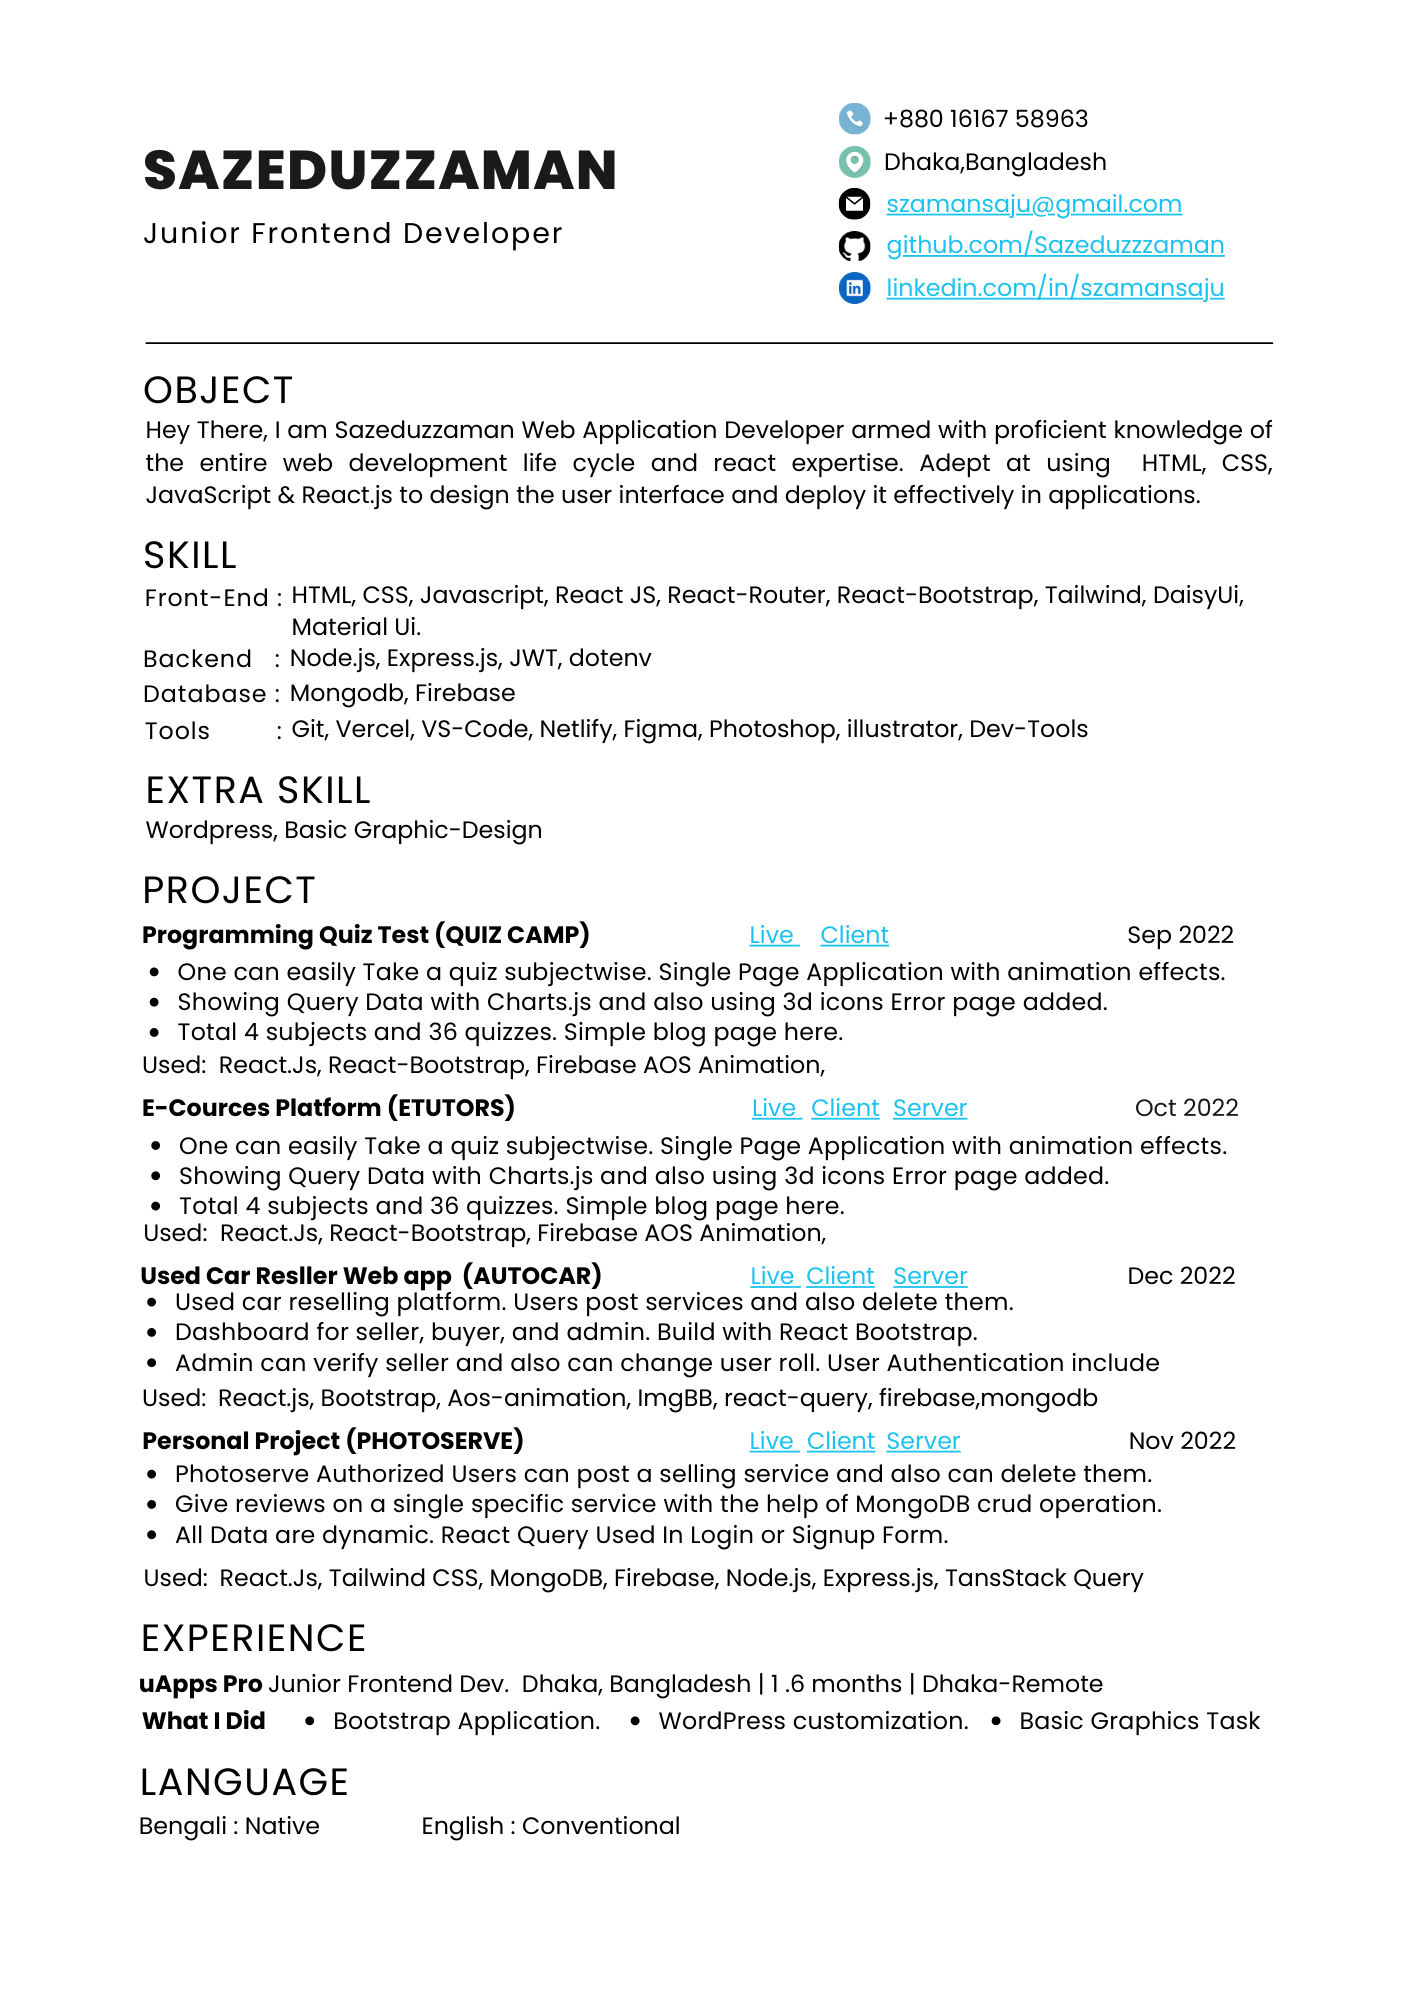 SAZEDUZZAMAN
Junior Frontend Developer
+880 16167 58963
Dhaka,Bangladesh
szamansaju@gmail.com
github.com/Sazeduzzzaman
linkedin.com/in/szamansaju
OBJECT
Hey There, I am Sazeduzzaman Web Application Developer armed with proficient knowledge of
the entire web development life cycle and react expertise. Adept at using HTML, CSS,
JavaScript & React.js to design the user interface and deploy it effectively in applications.
SKILL
Front-End : HTML, CSS, Javascript, React JS, React-Router, React-Bootstrap, Tailwind, DaisyUi,
Material Ui.
Backend : Node.js, Express.js, JWT, dotenv
Database : Mongodb, Firebase
Tools : Git, Vercel, VS-Code, Netlify, Figma, Photoshop, illustrator, Dev-Tools
EXTRA SKILL
Wordpress, Basic Graphic-Design
PROJECT
Programming Quiz Test (QUIZ CAMP) Live Client Sep 2022
• One can easily Take a quiz subjectwise. Single Page Application with animation effects.
• Showing Query Data with Charts.js and also using 3d icons Error page added.
• Total 4 subjects and 36 quizzes. Simple blog page here.
Used: React.Js, React-Bootstrap, Firebase AOS Animation,
E-Cources Platform (ETUTORS) Live Client Server Oct 2022
• One can easily Take a quiz subjectwise. Single Page Application with animation effects.
• Showing Query Data with Charts.js and also using 3d icons Error page added.
• Total 4 subjects and 36 quizzes. Simple blog page here.
Used: React.Js, React-Bootstrap, Firebase AOS Animation,
Used Car Resller Web app (AUTOCAR) Live Client Server Dec 2022
• Used car reselling platform. Users post services and also delete them.
• Dashboard for seller, buyer, and admin. Build with React Bootstrap.
• Admin can verify seller and also can change user roll. User Authentication include
Used: React.js, Bootstrap, Aos-animation, ImgBB, react-query, firebase,mongodb
Personal Project (PHOTOSERVE) Live Client Server Nov 2022
• Photoserve Authorized Users can post a selling service and also can delete them.
• Give reviews on a single specific service with the help of MongoDB crud operation.
• All Data are dynamic. React Query Used In Login or Signup Form.
Used: React.Js, Tailwind CSS, MongoDB, Firebase, Node.js, Express.js, TansStack Query
EXPERIENCE
uApps Pro Junior Frontend Dev. Dhaka, Bangladesh | 1 .6 months | Dhaka-Remote
What I Did • Bootstrap Application. • WordPress customization. • Basic Graphics Task
LANGUAGE
Bengali : Native English : Conventional